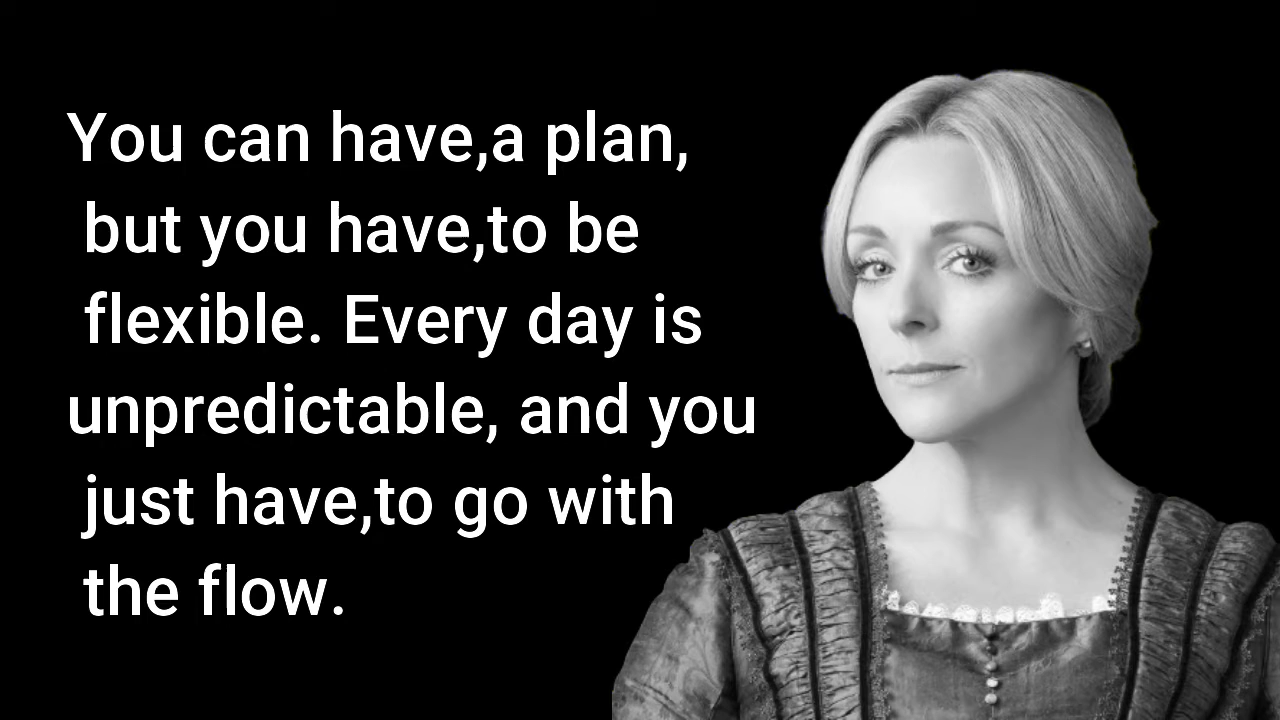 You can have,a plan,
but you have,to be
flexible. Every day is
unpredictable, and you
just have,to go with
the flow.